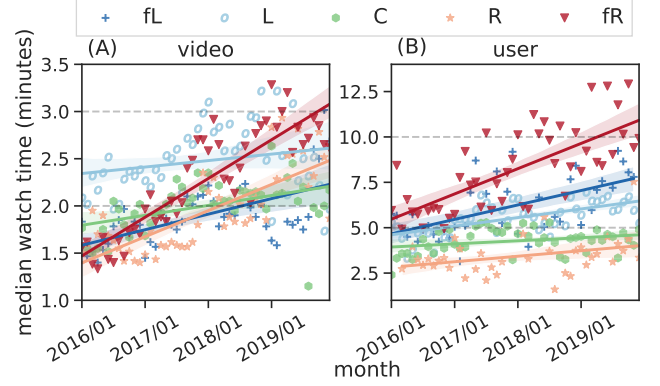 fL L C R fR
(A) video
(B) user
median watch time (minutes)
3.5
3.0
2.5
2.0
1.5
1.0
12.5
10.0
7.5
5.0
2.5
2016/01 2017/01 2018/01 2019/01
2016/01 2017/01 2018/01 2019/01
month